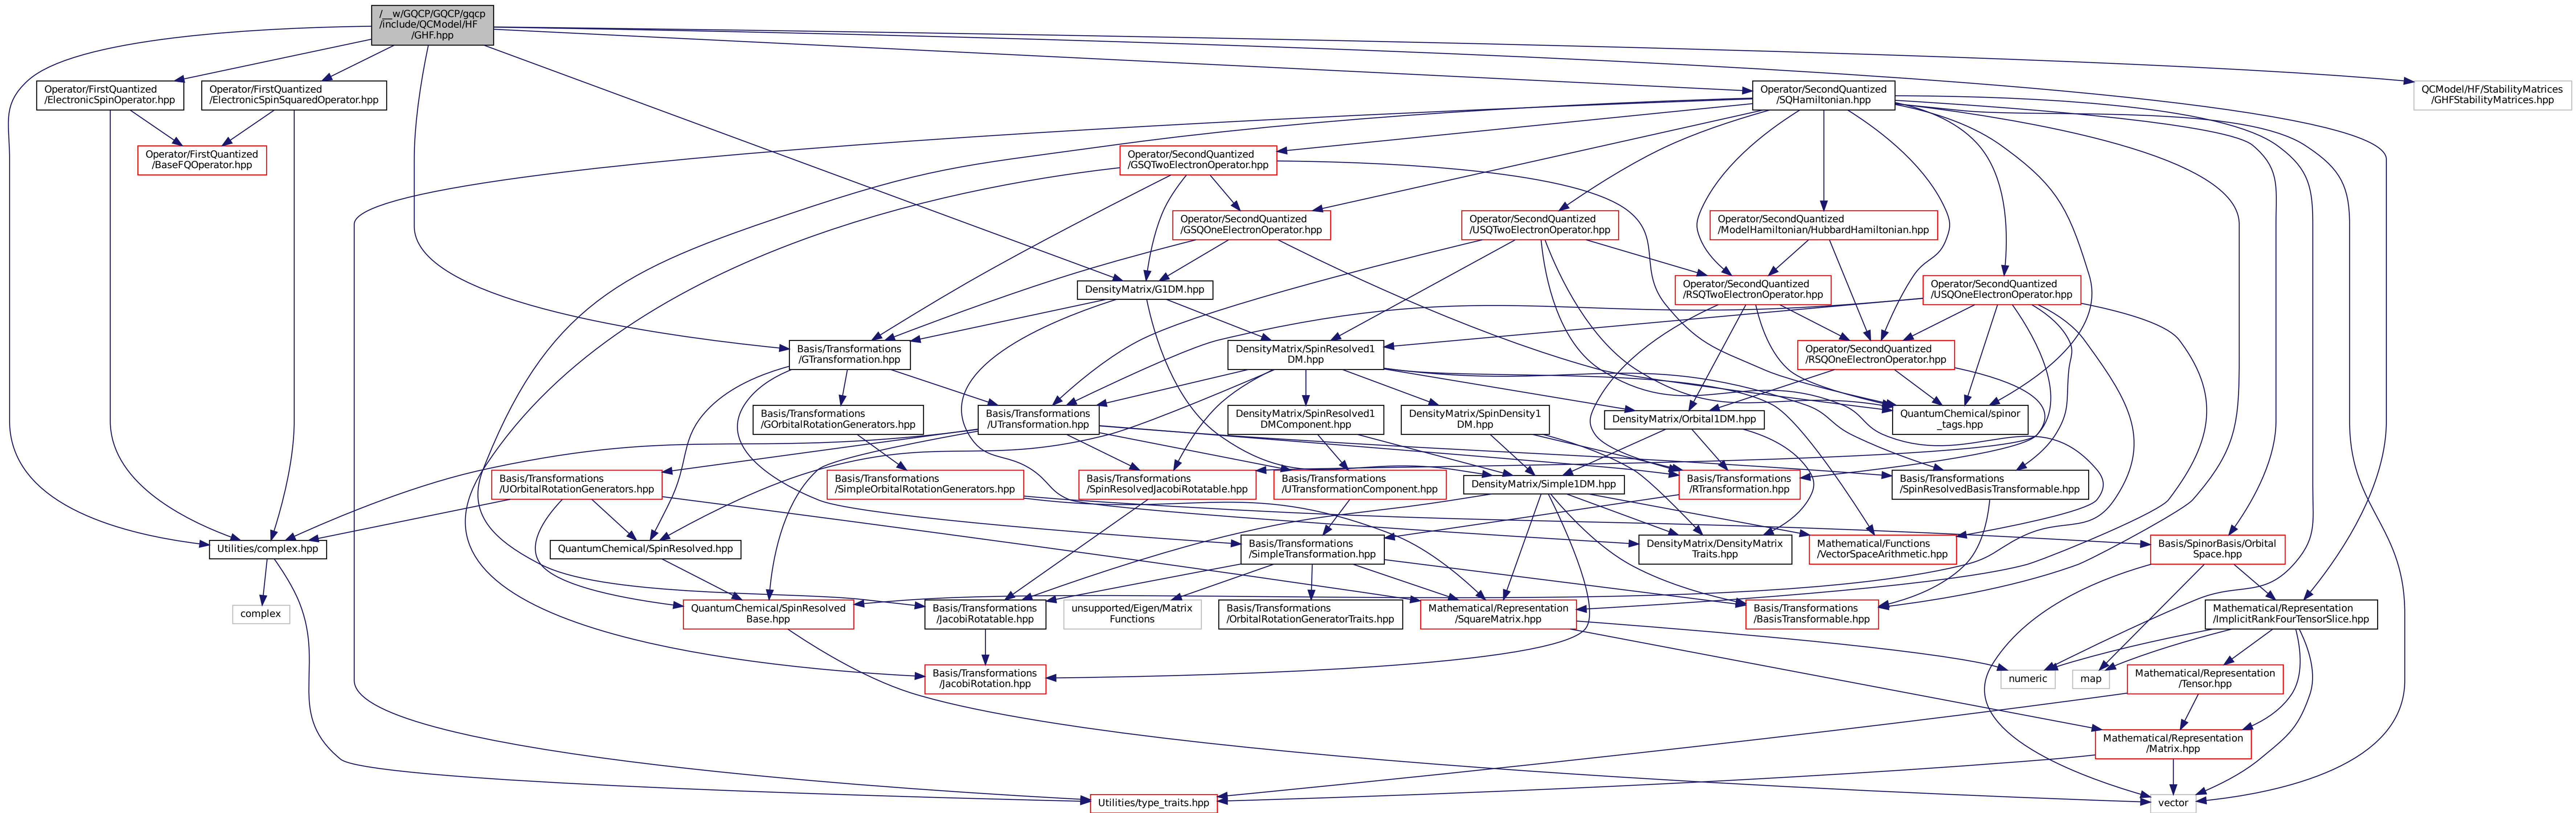 /__w/GQCP/GQCP/gqcp
/include/QCModel/HF
/GHF.hpp
Operator/FirstQuantized
/ElectronicSpinOperator.hpp
Operator/FirstQuantized
/ElectronicSpinSquaredOperator.hpp
Operator/SecondQuantized
/SQHamiltonian.hpp
QCModel/HF/StabilityMatrices
/GHFStabilityMatrices.hpp
Operator/FirstQuantized
/BaseFQOperator.hpp
Operator/SecondQuantized
/GSQTwoElectronOperator.hpp
Operator/SecondQuantized
/GSQOneElectronOperator.hpp
Operator/SecondQuantized
/USQTwoElectronOperator.hpp
Operator/SecondQuantized
/ModelHamiltonian/HubbardHamiltonian.hpp
DensityMatrix/G1DM.hpp
Operator/SecondQuantized
/RSQTwoElectronOperator.hpp
Operator/SecondQuantized
/USQOneElectronOperator.hpp
Basis/Transformations
/GTransformation.hpp
DensityMatrix/SpinResolved1
DM.hpp
Operator/SecondQuantized
/RSQOneElectronOperator.hpp
Basis/Transformations
/GOrbitalRotationGenerators.hpp
Basis/Transformations
/UTransformation.hpp
DensityMatrix/SpinResolved1
DMComponent.hpp
DensityMatrix/SpinDensity1
DM.hpp
DensityMatrix/Orbital1DM.hpp
QuantumChemical/spinor
_tags.hpp
Basis/Transformations
/UOrbitalRotationGenerators.hpp
Basis/Transformations
/SimpleOrbitalRotationGenerators.hpp
Basis/Transformations
/SpinResolvedJacobiRotatable.hpp
Basis/Transformations
/UTransformationComponent.hpp
DensityMatrix/Simple1DM.hpp
Basis/Transformations
/RTransformation.hpp
Basis/Transformations
/SpinResolvedBasisTransformable.hpp
Utilities/complex.hpp
QuantumChemical/SpinResolved.hpp
Basis/Transformations
/SimpleTransformation.hpp
DensityMatrix/DensityMatrix
Traits.hpp
Mathematical/Functions
/VectorSpaceArithmetic.hpp
Basis/SpinorBasis/Orbital
Space.hpp
complex
QuantumChemical/SpinResolved
Base.hpp
Basis/Transformations
/JacobiRotatable.hpp
unsupported/Eigen/Matrix
Functions
Basis/Transformations
/OrbitalRotationGeneratorTraits.hpp
Mathematical/Representation
/SquareMatrix.hpp
Basis/Transformations
/BasisTransformable.hpp
Mathematical/Representation
/ImplicitRankFourTensorSlice.hpp
Basis/Transformations
/JacobiRotation.hpp
numeric
map
Mathematical/Representation
/Tensor.hpp
Mathematical/Representation
/Matrix.hpp
Utilities/type_traits.hpp
vector